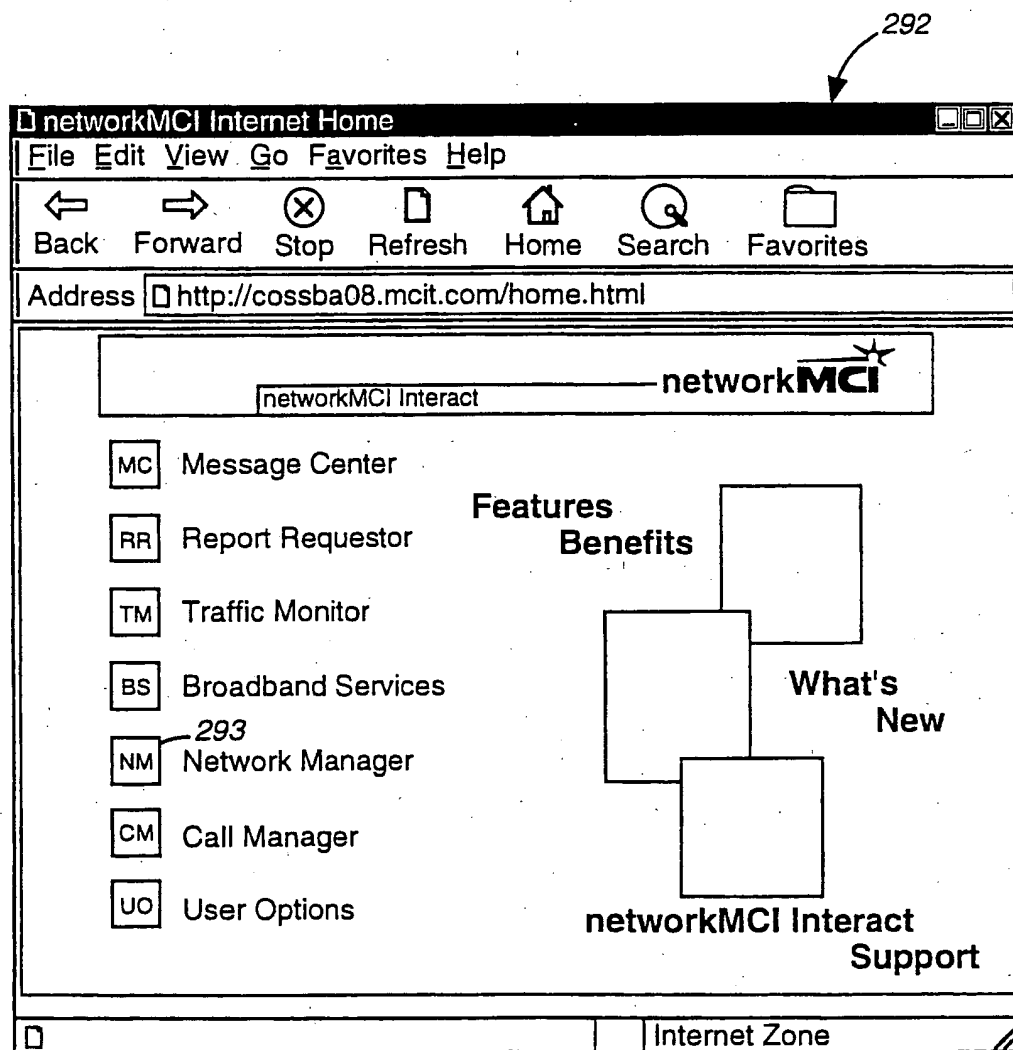 292
networkMCI Internet Home
File Edit View Go Favorites Help
Back Forward Stop Refresh Home Search Favorites
Address http://cossba08.mcit.com/home.html
networkMCI
networkMCI Interact
MC Message Center
Features
Benefits
RR Report Requestor
TM Traffic Monitor
BS Broadband Services
What's
New
293
NM Network Manager
CM Call Manager
UO User Options
networkMCI Interact
Support
Internet Zone